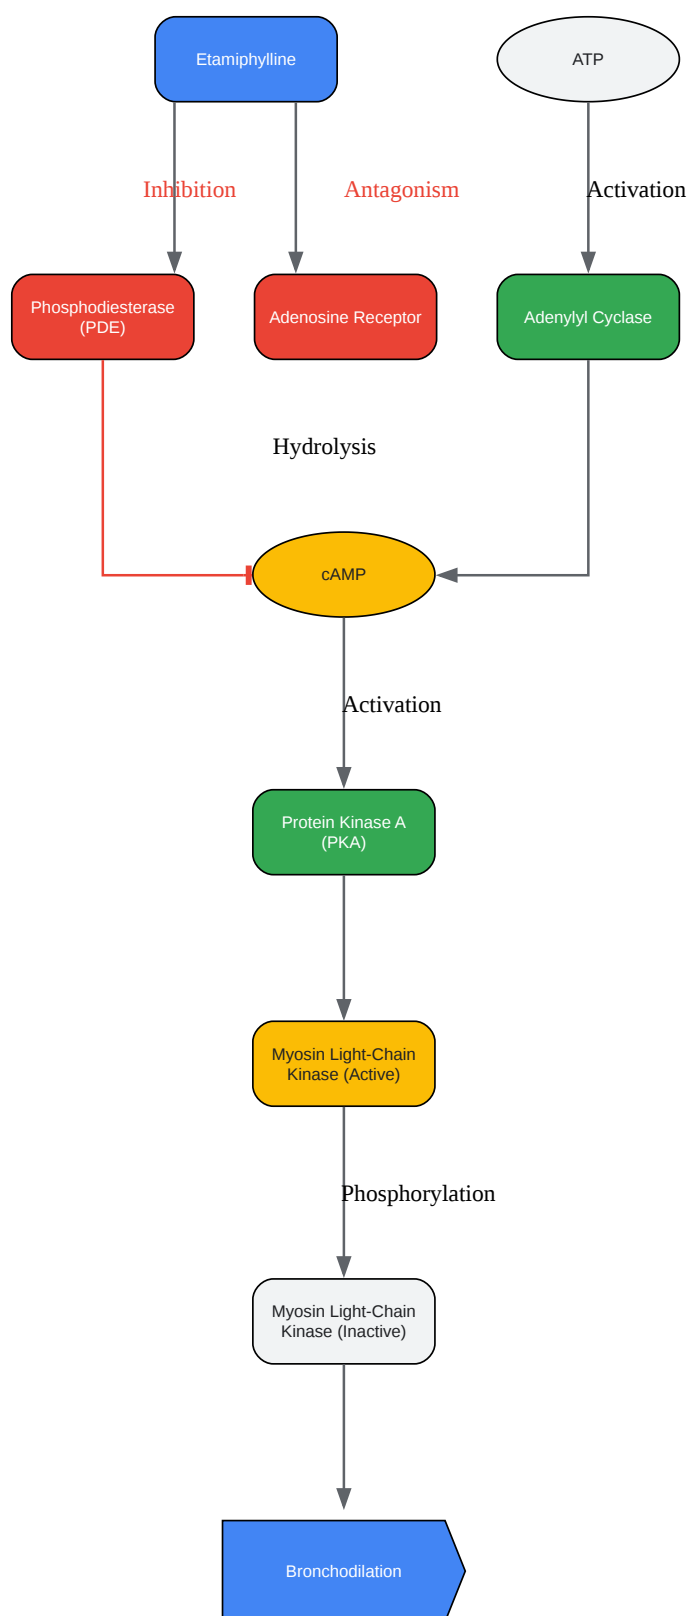 Etamiphylline
ATP
Inhibition
Antagonism
Activation
Phosphodiesterase
(PDE)
Adenosine Receptor
Adenylyl Cyclase
Hydrolysis
cAMP
Activation
Protein Kinase A
(PKA)
Myosin Light-Chain
Kinase (Active)
Phosphorylation
Myosin Light-Chain
Kinase (Inactive)
Bronchodilation